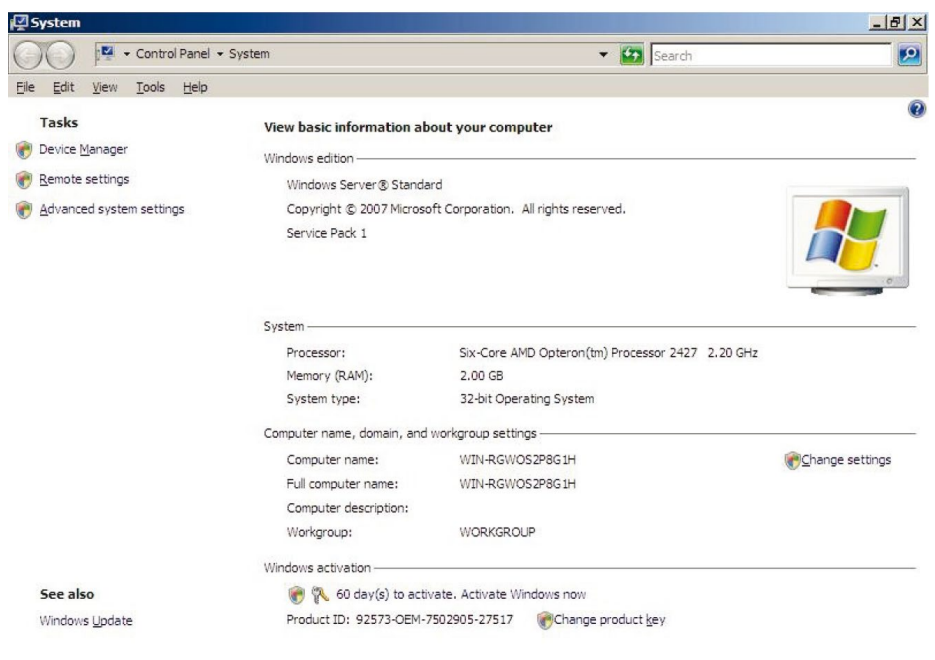 System
Control Panel System
Search
File Edit View Tools Help
Tasks
Device Manager
Remote settings
Advanced system settings
View basic information about your computer
Windows edition
Windows Server® Standard
Copyright © 2007 Microsoft Corporation. All rights reserved.
Service Pack 1
System
Processor: Six-Core AMD Opteron(tm) Processor 2427 2.20 GHz
Memory (RAM): 2.00 GB
System type: 32-bit Operating System
Computer name, domain, and workgroup settings
Computer name: WIN-RGWOS2P8G1H Change settings
Full computer name: WIN-RGWOS2P8G1H
Computer description:
Workgroup: WORKGROUP
Windows activation
60 day(s) to activate. Activate Windows now
Product ID: 92573-OEM-7502905-27517 Change product key
See also
Windows Update